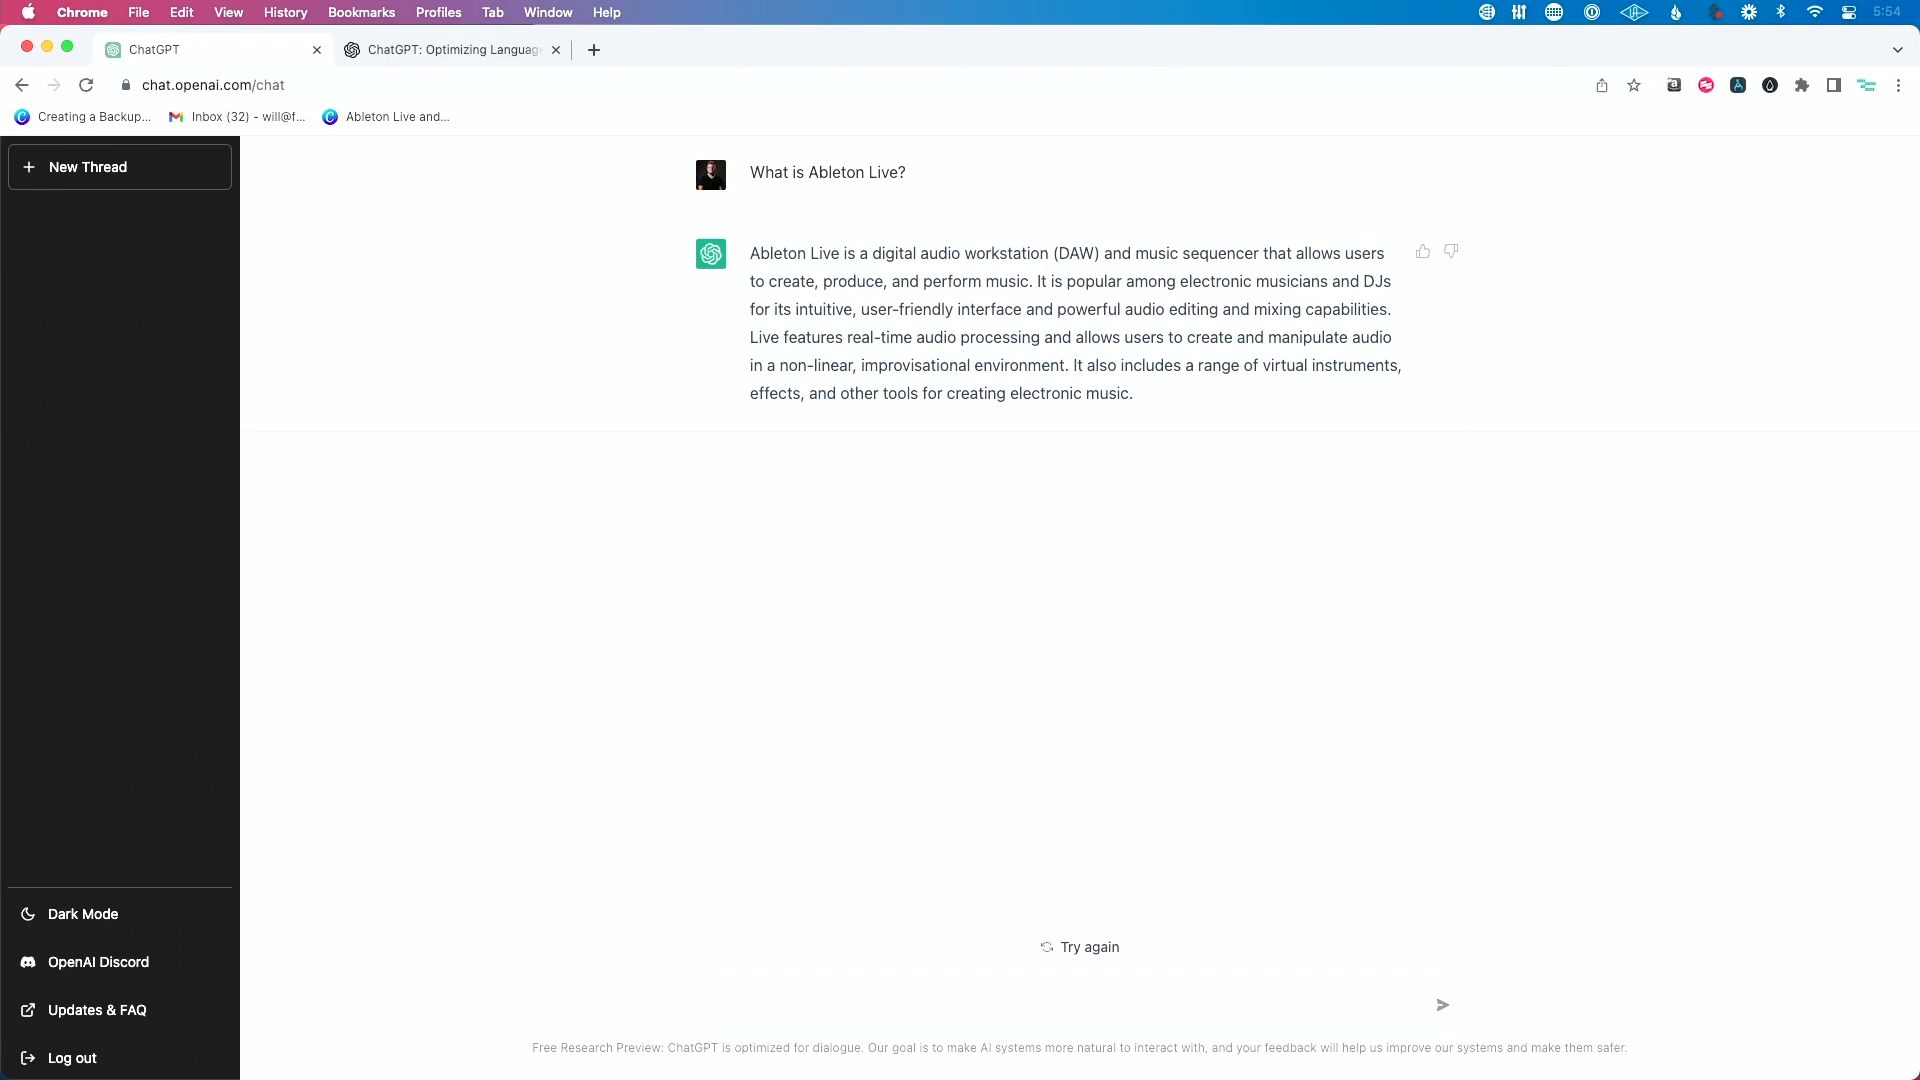 Chrome File Edit View History Bookmarks Profiles Tab Window Help 5:54
ChatGPT ChatGPT: Optimizing Languag
chat.openai.com/chat
Creating a Backup... Inbox (32) - will@f... Ableton Live and...
New Thread
What is Ableton Live?
Ableton Live is a digital audio workstation (DAW) and music sequencer that allows users
to create, produce, and perform music. It is popular among electronic musicians and DJs
for its intuitive, user-friendly interface and powerful audio editing and mixing capabilities.
Live features real-time audio processing and allows users to create and manipulate audio
in a non-linear, improvisational environment. It also includes a range of virtual instruments,
effects, and other tools for creating electronic music.
Dark Mode
Try again
OpenAI Discord
Updates & FAQ
Free Research Preview: ChatGPT is optimized for dialogue. Our goal is to make AI systems more natural to interact with, and your feedback will help us improve our systems and make them safer.
Log out